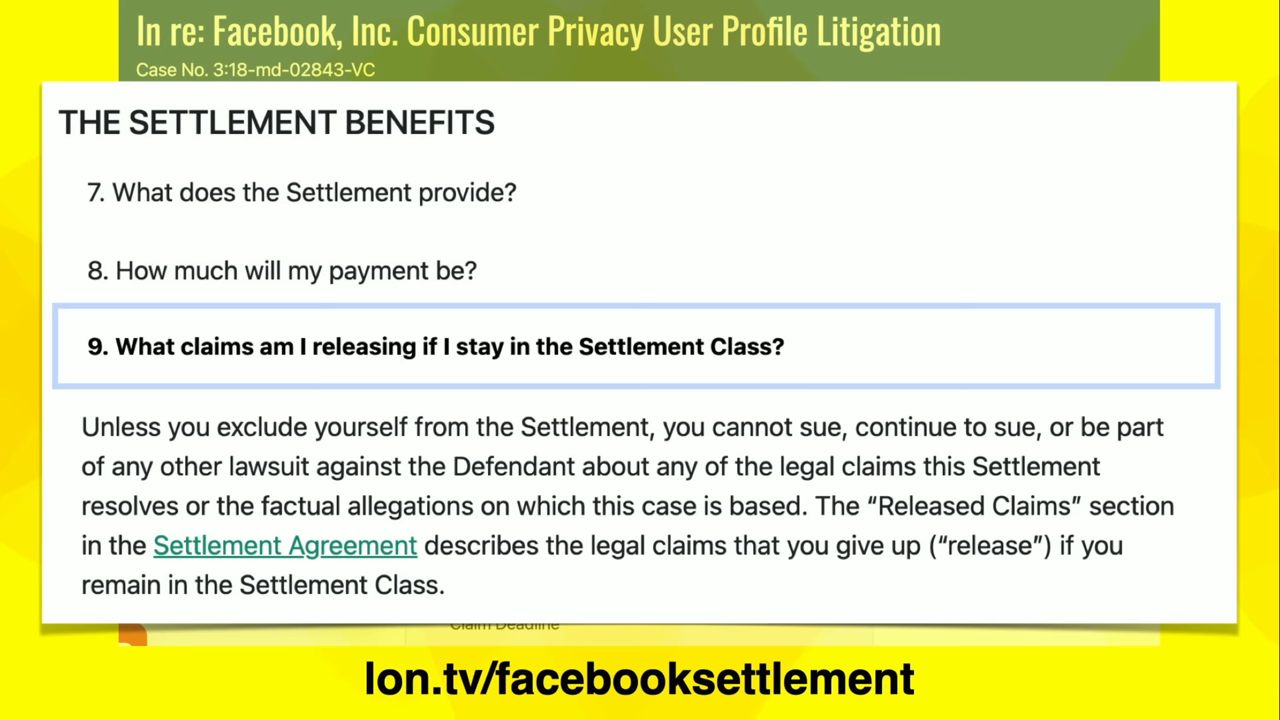 In re: Facebook, Inc. Consumer Privacy User Profile Litigation
Case No. 3:18-md-02843-VC
THE SETTLEMENT BENEFITS
7. What does the Settlement provide?
8. How much will my payment be?
9. What claims am I releasing if I stay in the Settlement Class?
Unless you exclude yourself from the Settlement, you cannot sue, continue to sue, or be part
of any other lawsuit against the Defendant about any of the legal claims this Settlement
resolves or the factual allegations on which this case is based. The “Released Claims” section
in the Settlement Agreement describes the legal claims that you give up (“release”) if you
remain in the Settlement Class.
Claim Deadline
lon.tv/facebooksettlement